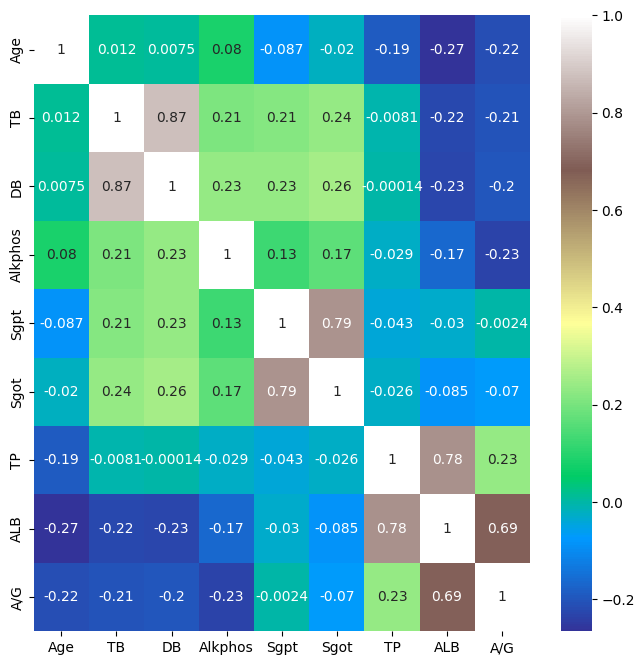 Age 1 0.012 0.0075 0.08 -0.087 -0.02 -0.19 -0.27 -0.22
TB 0.012 1 0.87 0.21 0.21 0.24 -0.0081 -0.22 -0.21
DB 0.0075 0.87 1 0.23 0.23 0.26 -0.00014 -0.23 -0.2
Alkphos 0.08 0.21 0.23 1 0.13 0.17 -0.029 -0.17 -0.23
Sgpt -0.087 0.21 0.23 0.13 1 0.79 -0.043 -0.03 -0.0024
Sgot -0.02 0.24 0.26 0.17 0.79 1 -0.026 -0.085 -0.07
TP -0.19 -0.0081 -0.00014 -0.029 -0.043 -0.026 1 0.78 0.23
ALB -0.27 -0.22 -0.23 -0.17 -0.03 -0.085 0.78 1 0.69
A/G -0.22 -0.21 -0.2 -0.23 -0.0024 -0.07 0.23 0.69 1
Age TB DB Alkphos Sgpt Sgot TP ALB A/G
1.0
0.8
0.6
0.4
0.2
0.0
-0.2